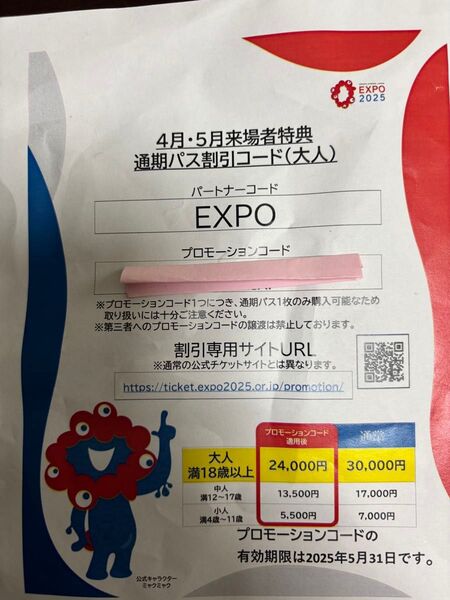 EXPO
2025
4月・5月来場者特典
通期パス割引コード(大人)
パートナーコード
EXPO
プロモーションコード
※プロモーションコード1つにつき、通期パス1枚のみ購入可能なため
取り扱いには十分ご注意ください。
※第三者へのプロモーションコードの譲渡は禁止しております。
割引専用サイトURL
※通常の公式チケットサイトとは異なります。
https://ticket.expo2025.or.jp/promotion/
プロモーションコード
適用後
通常
大人
満18歳以上
24,000円
30,000円
中人
満12～17歳
13,500円
17,000円
小人
満4歳～11歳
5,500円
7,000円
プロモーションコードの
有効期限は2025年5月31日です。
公式キャラクター
ミャクミャク